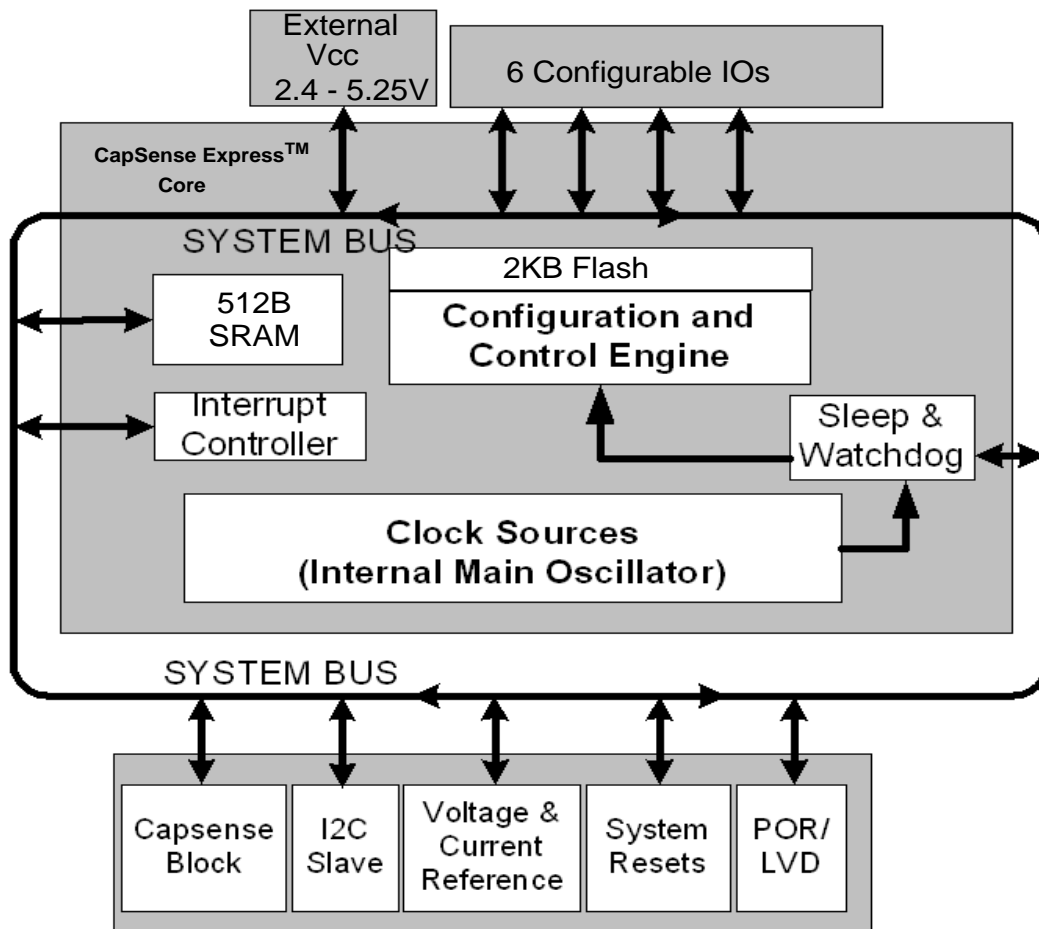 External
Vcc
2.4 - 5.25V
6 Configurable IOs
CapSense Express™
Core
SYSTEM BUS
2KB Flash
512B
SRAM
Configuration and
Control Engine
Interrupt
Controller
Sleep &
Watchdog
Clock Sources
(Internal Main Oscillator)
SYSTEM BUS
Capsense
Block
I2C
Slave
Voltage &
Current
Reference
System
Resets
POR/
LVD